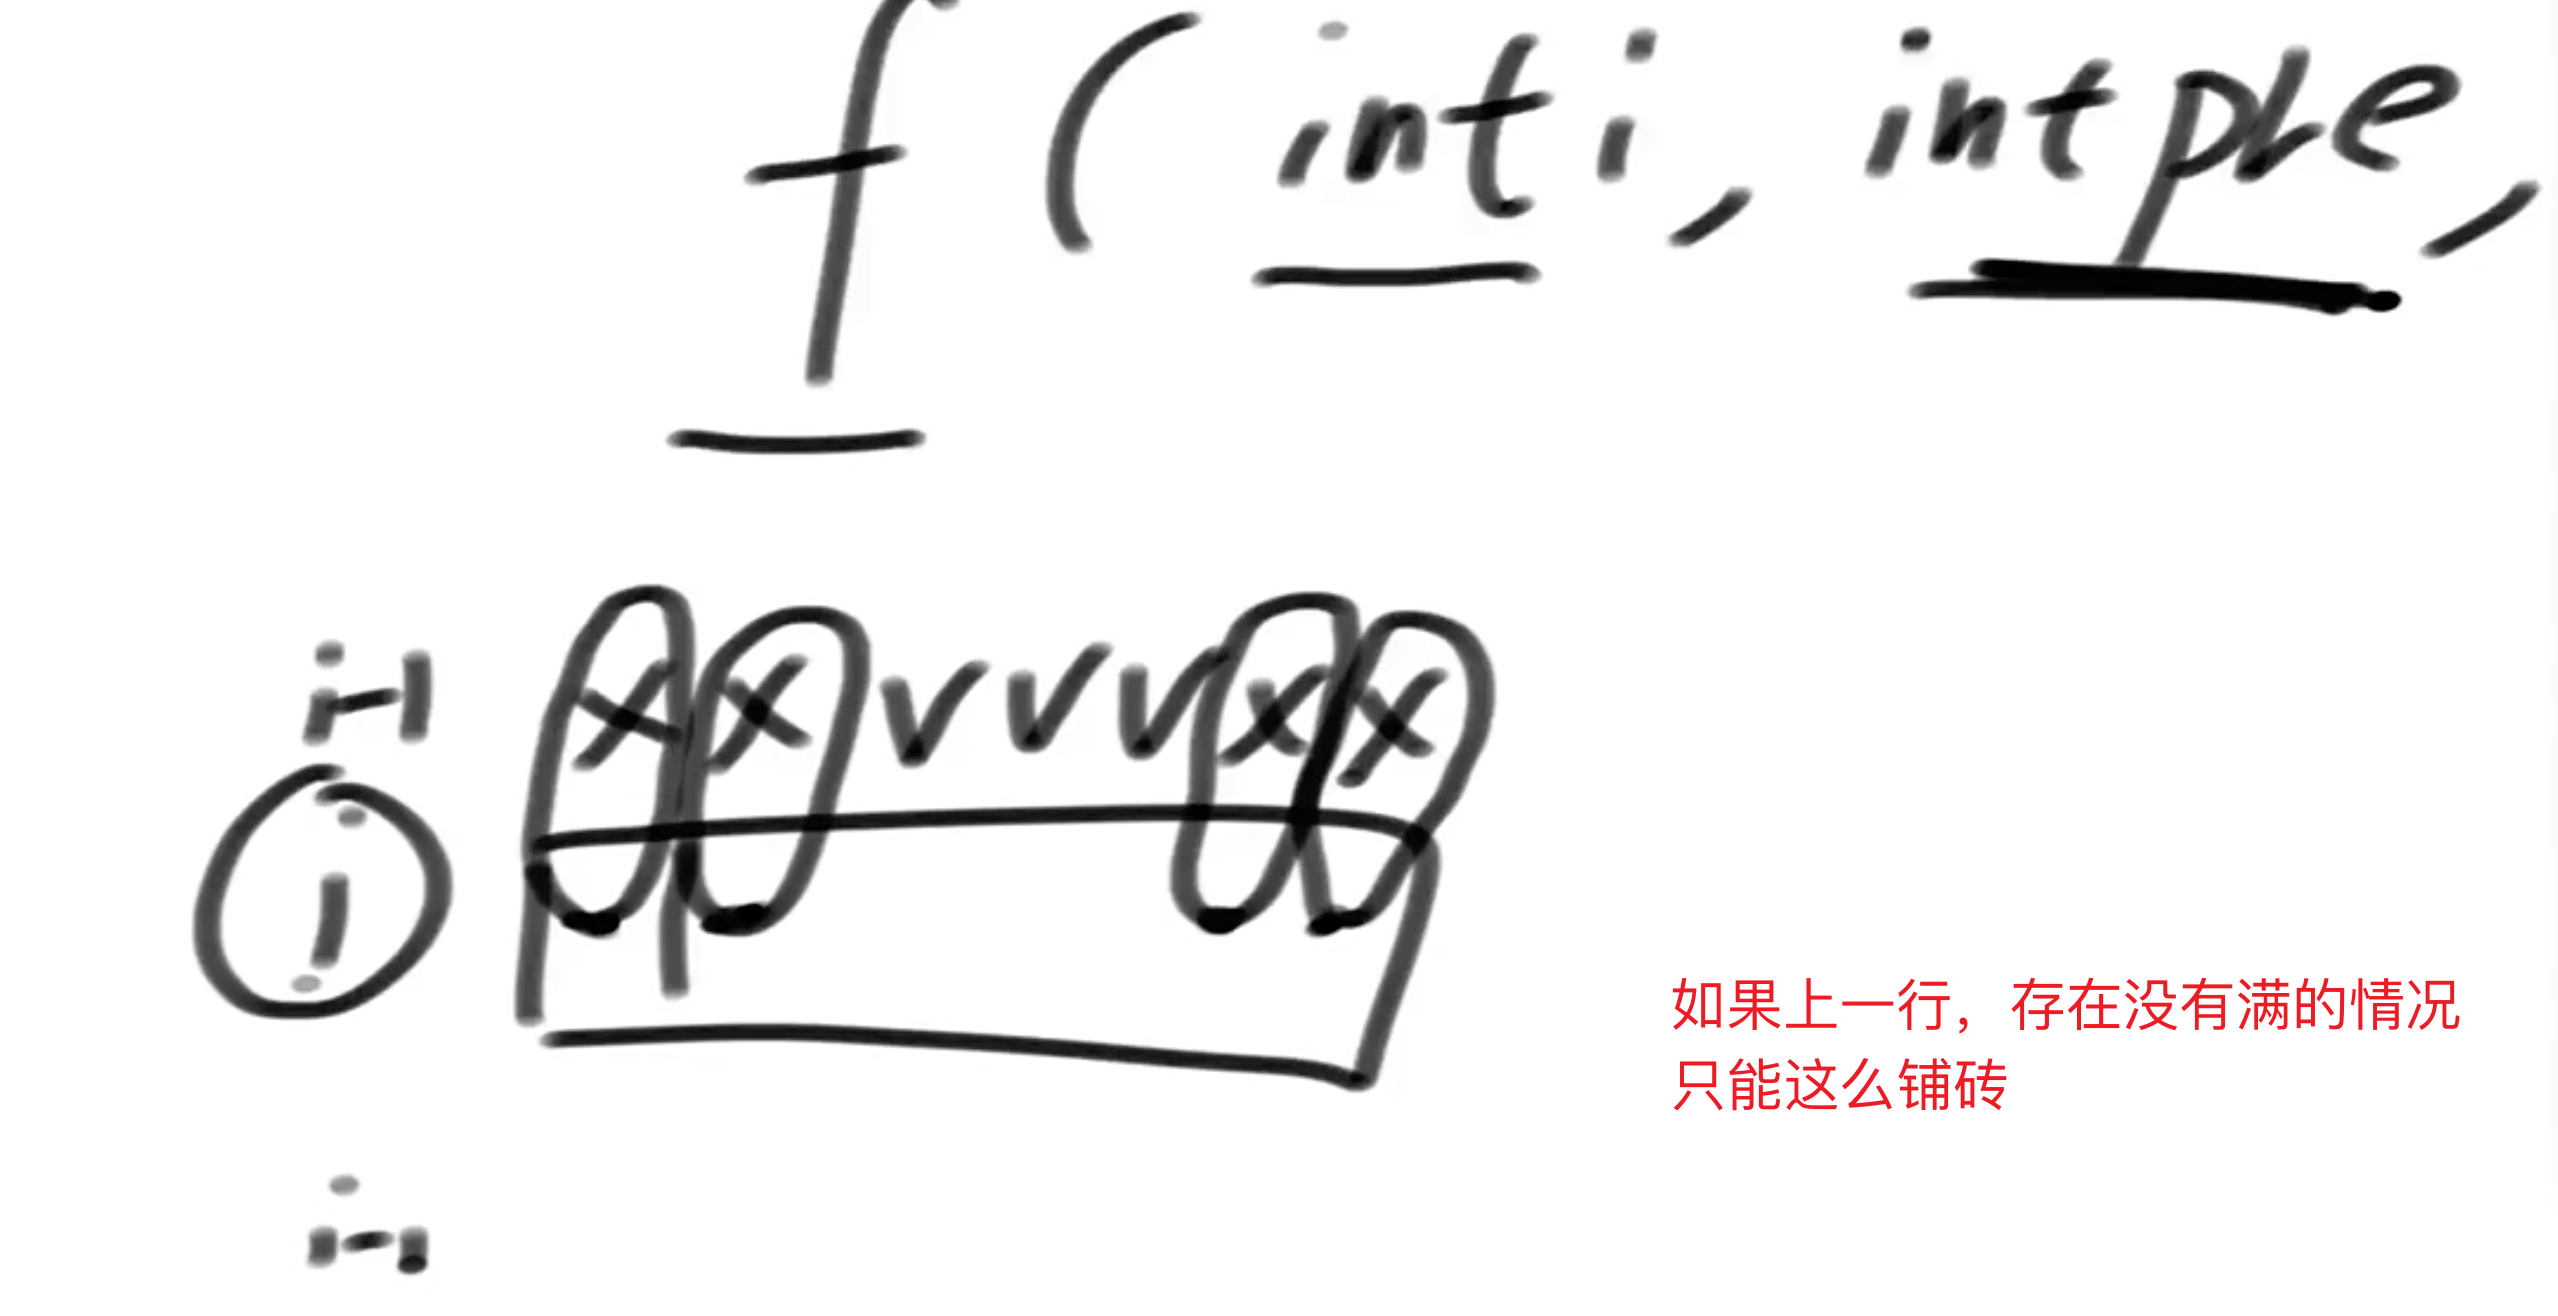 f ( int i, int pre,
i-1 x x v v v x x
i
i-1
如果上一行，存在没有满的情况
只能这么铺砖